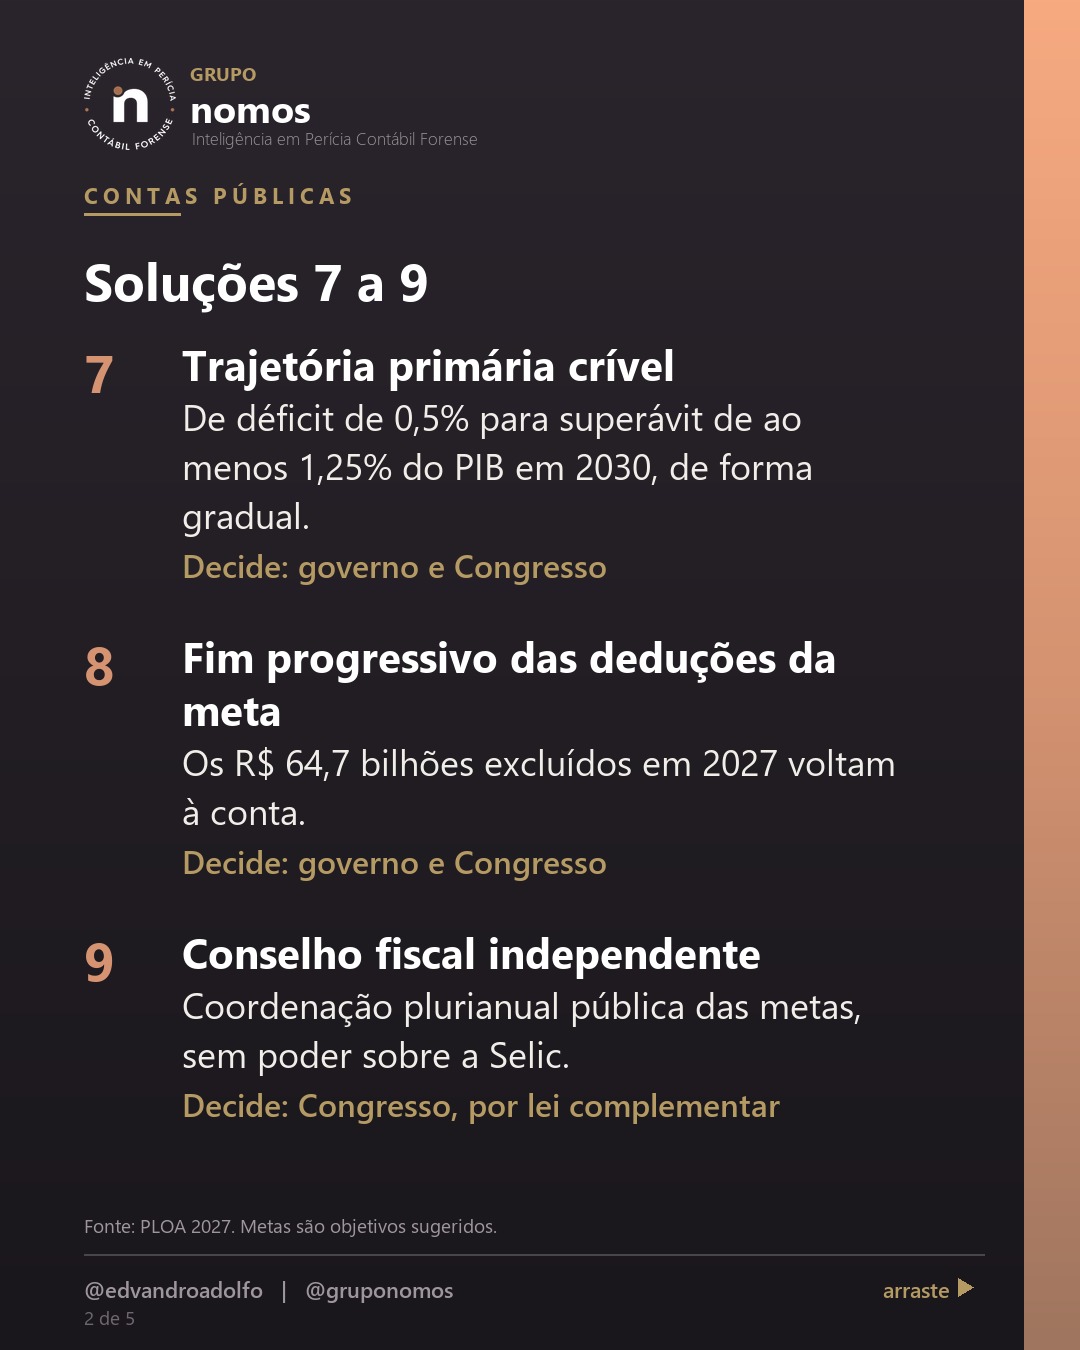 INTELIGÊNCIA EM PERÍCIA
CONTÁBIL FORENSE
n
GRUPO
nomos
Inteligência em Perícia Contábil Forense
CONTAS PÚBLICAS
Soluções 7 a 9
7
Trajetória primária crível
De déficit de 0,5% para superávit de ao
menos 1,25% do PIB em 2030, de forma
gradual.
Decide: governo e Congresso
8
Fim progressivo das deduções da
meta
Os R$ 64,7 bilhões excluídos em 2027 voltam
à conta.
Decide: governo e Congresso
9
Conselho fiscal independente
Coordenação plurianual pública das metas,
sem poder sobre a Selic.
Decide: Congresso, por lei complementar
Fonte: PLOA 2027. Metas são objetivos sugeridos.
@edvandroadolfo | @gruponomos
arraste
2 de 5